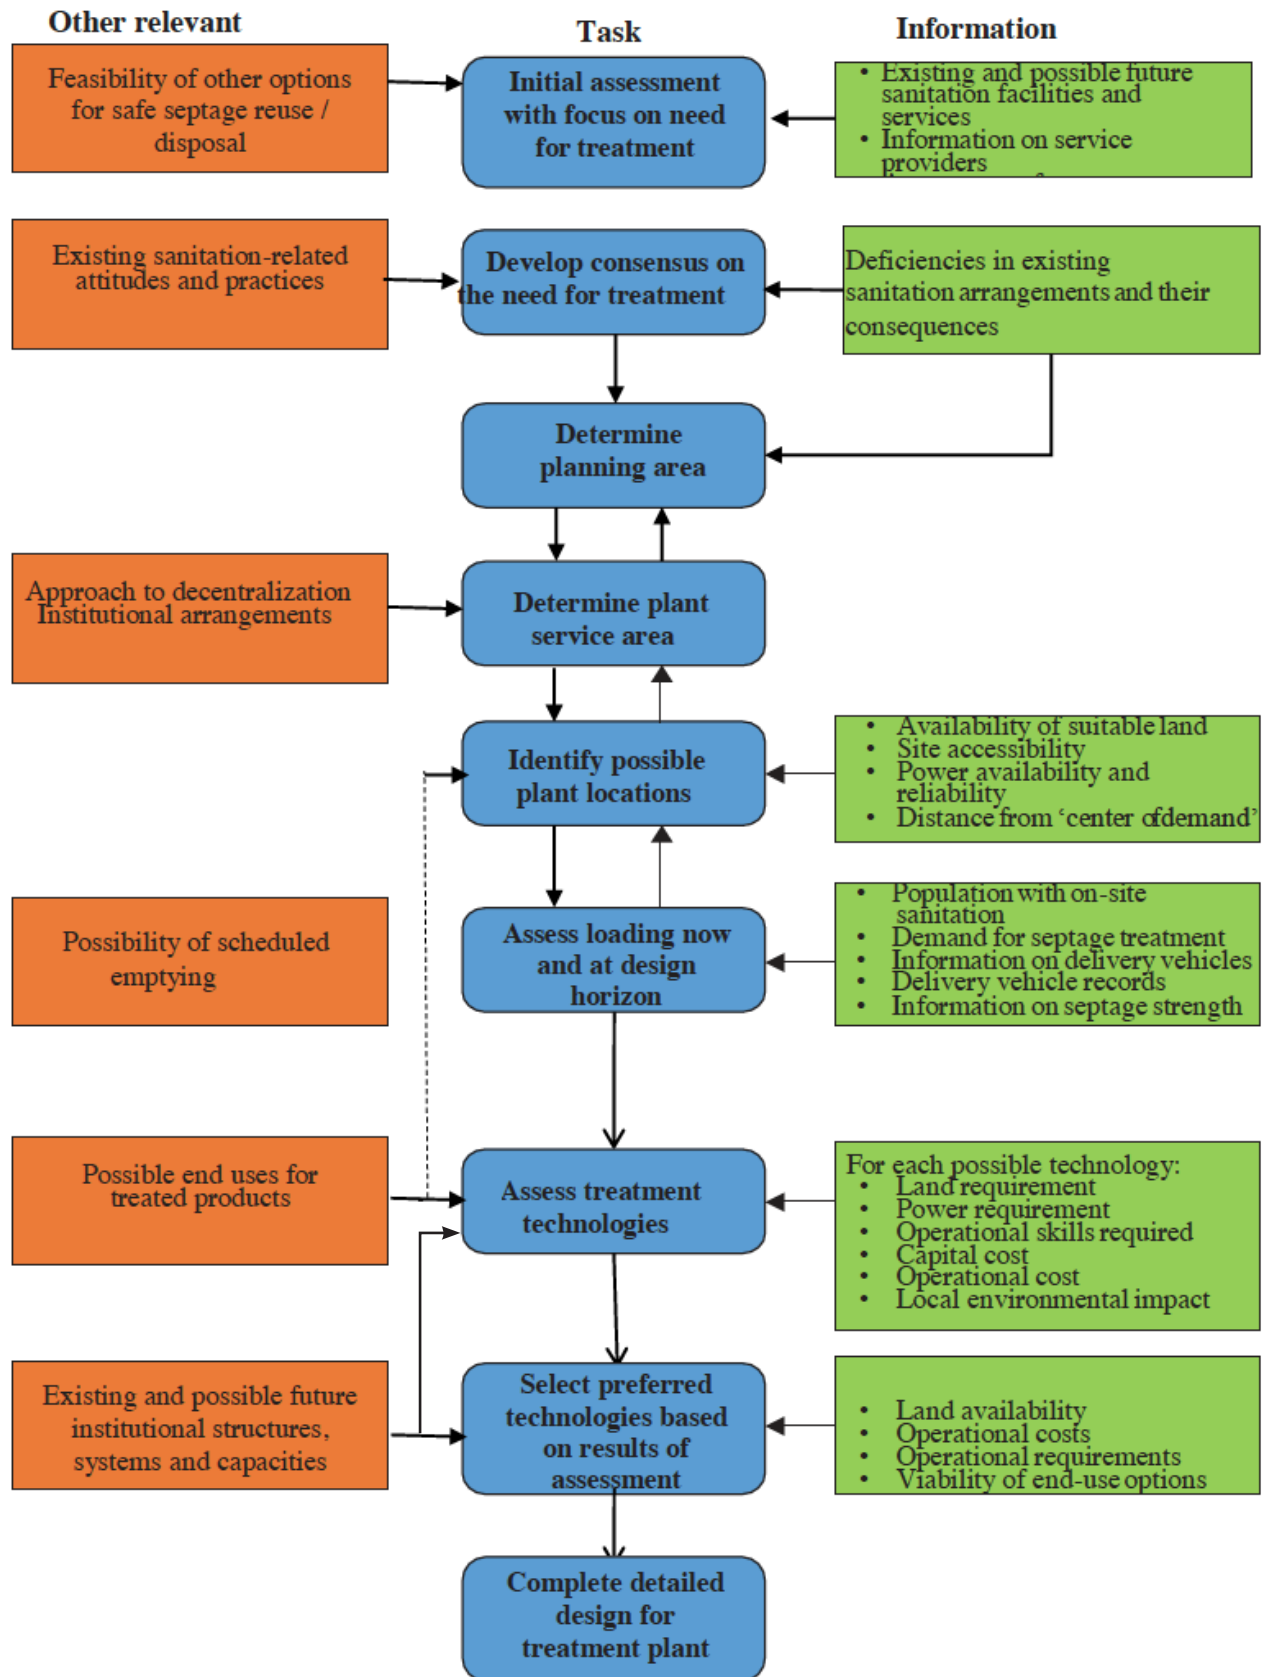 Other relevant
Task
Information
Feasibility of other options
for safe septage reuse /
disposal
Initial assessment
with focus on need
for treatment
• Existing and possible future
sanitation facilities and
services
• Information on service
providers
Existing sanitation-related
attitudes and practices
Develop consensus on
the need for treatment
Deficiencies in existing
sanitation arrangements and their
consequences
Determine
planning area
Approach to decentralization
Institutional arrangements
Determine plant
service area
Identify possible
plant locations
• Availability of suitable land
• Site accessibility
• Power availability and
reliability
• Distance from ‘center ofdemand’
Possibility of scheduled
emptying
Assess loading now
and at design
horizon
• Population with on-site
sanitation
• Demand for septage treatment
• Information on delivery vehicles
• Delivery vehicle records
• Information on septage strength
Possible end uses for
treated products
Assess treatment
technologies
For each possible technology:
• Land requirement
• Power requirement
• Operational skills required
• Capital cost
• Operational cost
• Local environmental impact
Existing and possible future
institutional structures,
systems and capacities
Select preferred
technologies based
on results of
assessment
• Land availability
• Operational costs
• Operational requirements
• Viability of end-use options
Complete detailed
design for
treatment plant